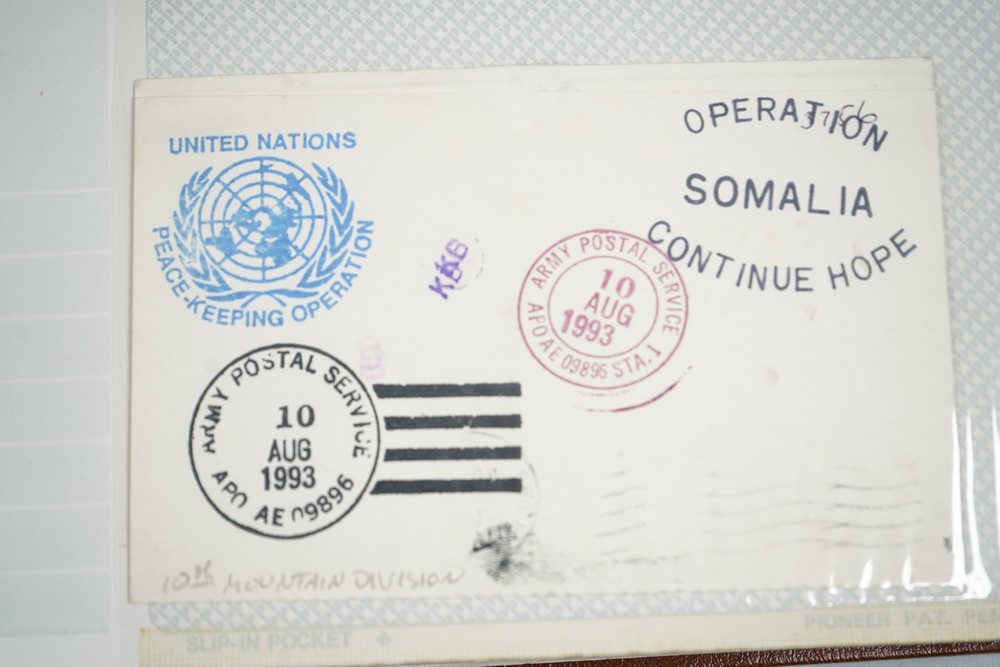 UNITED NATIONS
PEACE-KEEPING OPERATION
OPERATION
SOMALIA
CONTINUE HOPE
KKB
ARMY POSTAL SERVICE
10
AUG
1993
APO AE 09896 STA. 1
ARMY POSTAL SERVICE
10
AUG
1993
APO AE 09896
10th MOUNTAIN DIVISION
SLIP-IN POCKET
PIONEER PAT. PEN